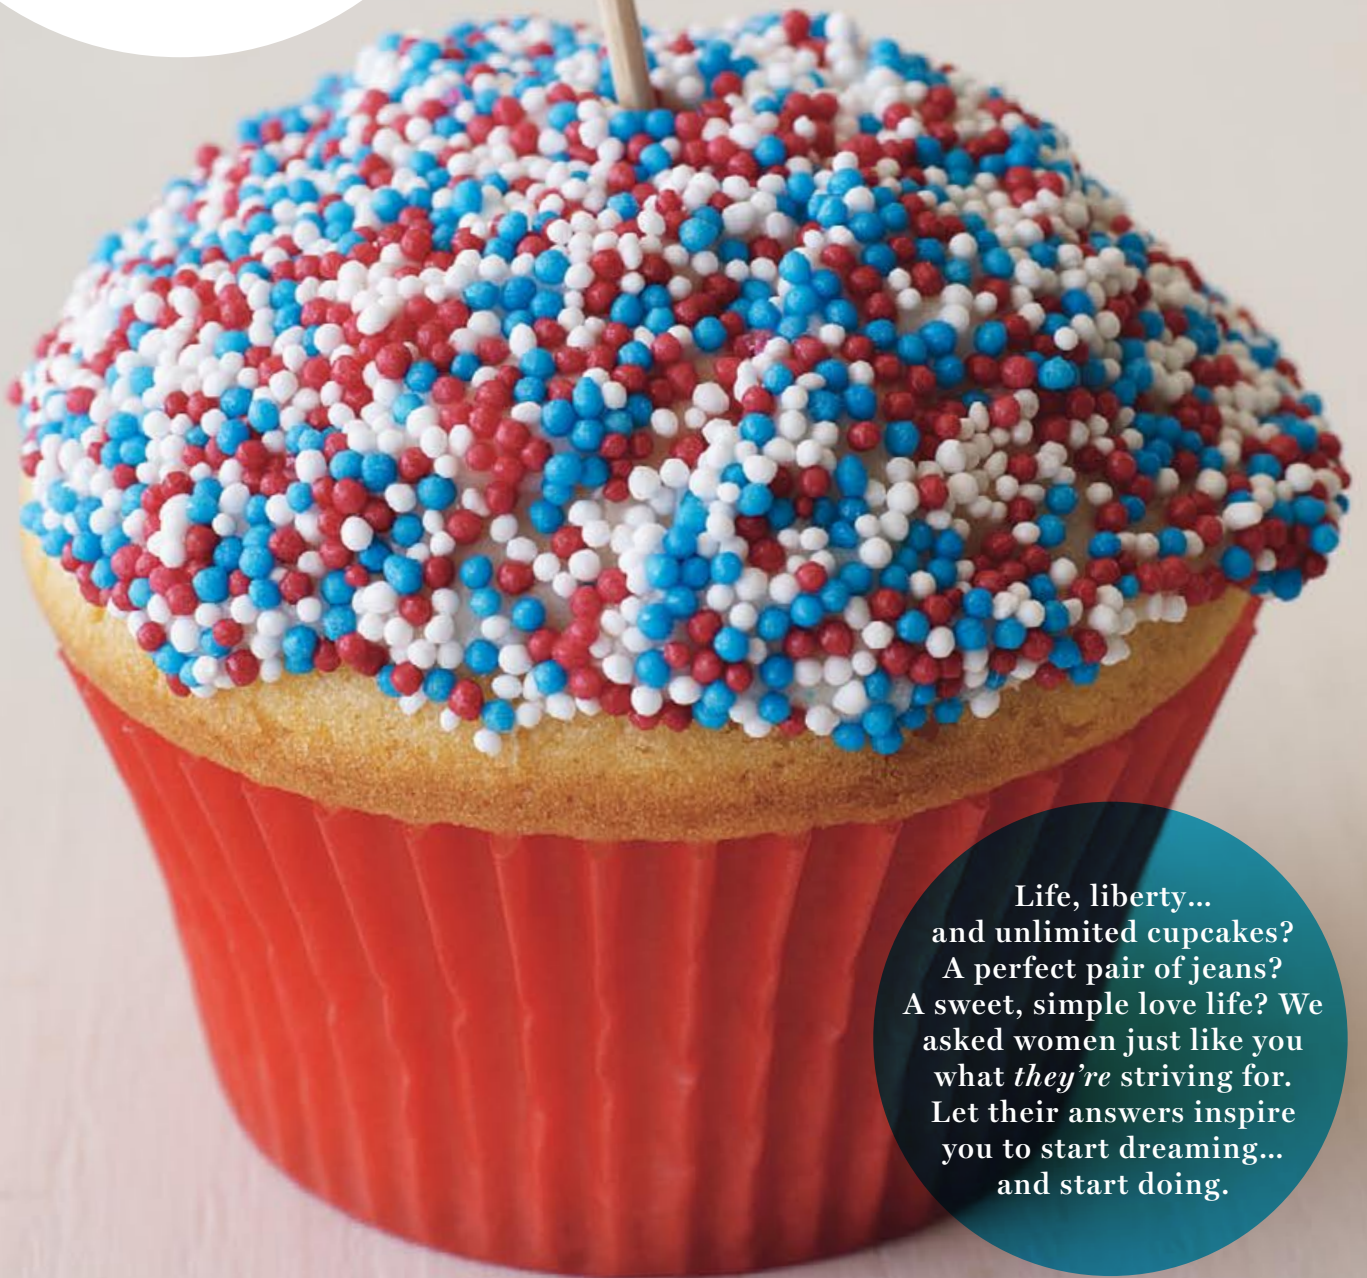 Life, liberty...
and unlimited cupcakes?
A perfect pair of jeans?
A sweet, simple love life? We
asked women just like you
what they're striving for.
Let their answers inspire
you to start dreaming...
and start doing.